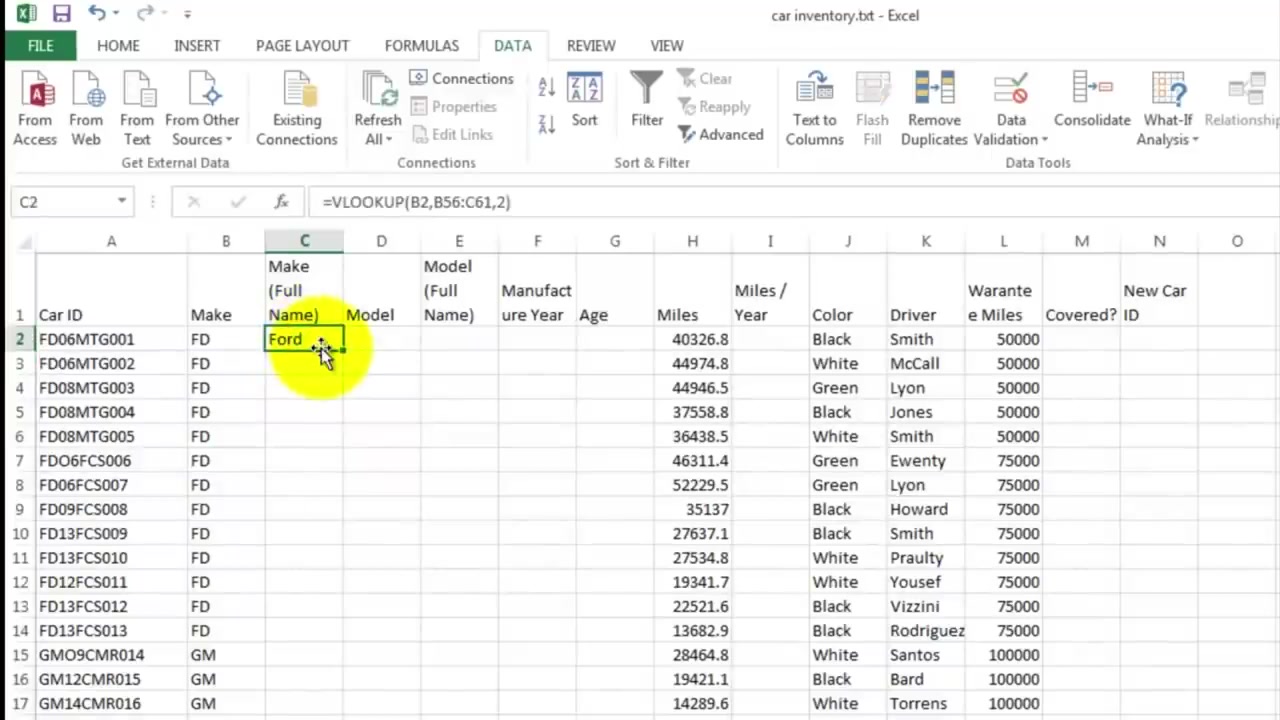 car inventory.txt - Excel
FILE HOME INSERT PAGE LAYOUT FORMULAS DATA REVIEW VIEW
From Access From Web From Text From Other Sources Existing Connections
Get External Data
Refresh All Connections Properties Edit Links
Connections
Sort Filter Clear Reapply Advanced
Sort & Filter
Text to Columns Flash Fill Remove Duplicates Data Validation Consolidate What-If Analysis Relationship
Data Tools
C2 fx =VLOOKUP(B2,B56:C61,2)
A B C D E F G H I J K L M N O
1 Car ID Make Make (Full Name) Model Model (Full Name) Manufact ure Year Age Miles Miles / Year Color Driver Warante e Miles Covered? New Car ID
2 FD06MTG001 FD Ford 40326.8 Black Smith 50000
3 FD06MTG002 FD 44974.8 White McCall 50000
4 FD08MTG003 FD 44946.5 Green Lyon 50000
5 FD08MTG004 FD 37558.8 Black Jones 50000
6 FD08MTG005 FD 36438.5 White Smith 50000
7 FDO6FCS006 FD 46311.4 Green Ewenty 75000
8 FD06FCS007 FD 52229.5 Green Lyon 75000
9 FD09FCS008 FD 35137 Black Howard 75000
10 FD13FCS009 FD 27637.1 Black Smith 75000
11 FD13FCS010 FD 27534.8 White Praulty 75000
12 FD12FCS011 FD 19341.7 White Yousef 75000
13 FD13FCS012 FD 22521.6 Black Vizzini 75000
14 FD13FCS013 FD 13682.9 Black Rodriguez 75000
15 GMO9CMR014 GM 28464.8 White Santos 100000
16 GM12CMR015 GM 19421.1 Black Bard 100000
17 GM14CMR016 GM 14289.6 White Torrens 100000